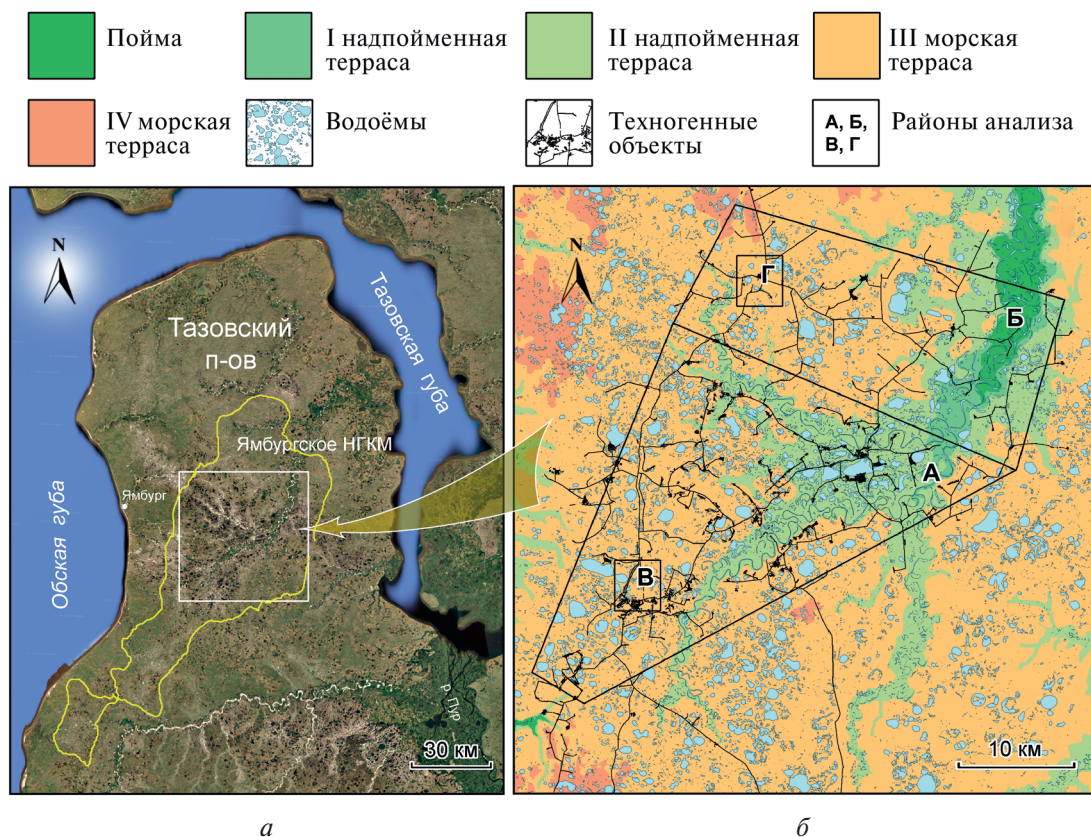 Пойма
I надпойменная
терраса
II надпойменная
терраса
III морская
терраса
IV морская
терраса
Водоёмы
Техногенные
объекты
А, Б,
В, Г
Районы анализа
N
Тазовский
п-ов
Тазовская губа
Ямбургское НГКМ
Ямбург
Обская губа
р. Пур
30 км
N
Г
Б
А
В
10 км
а
б